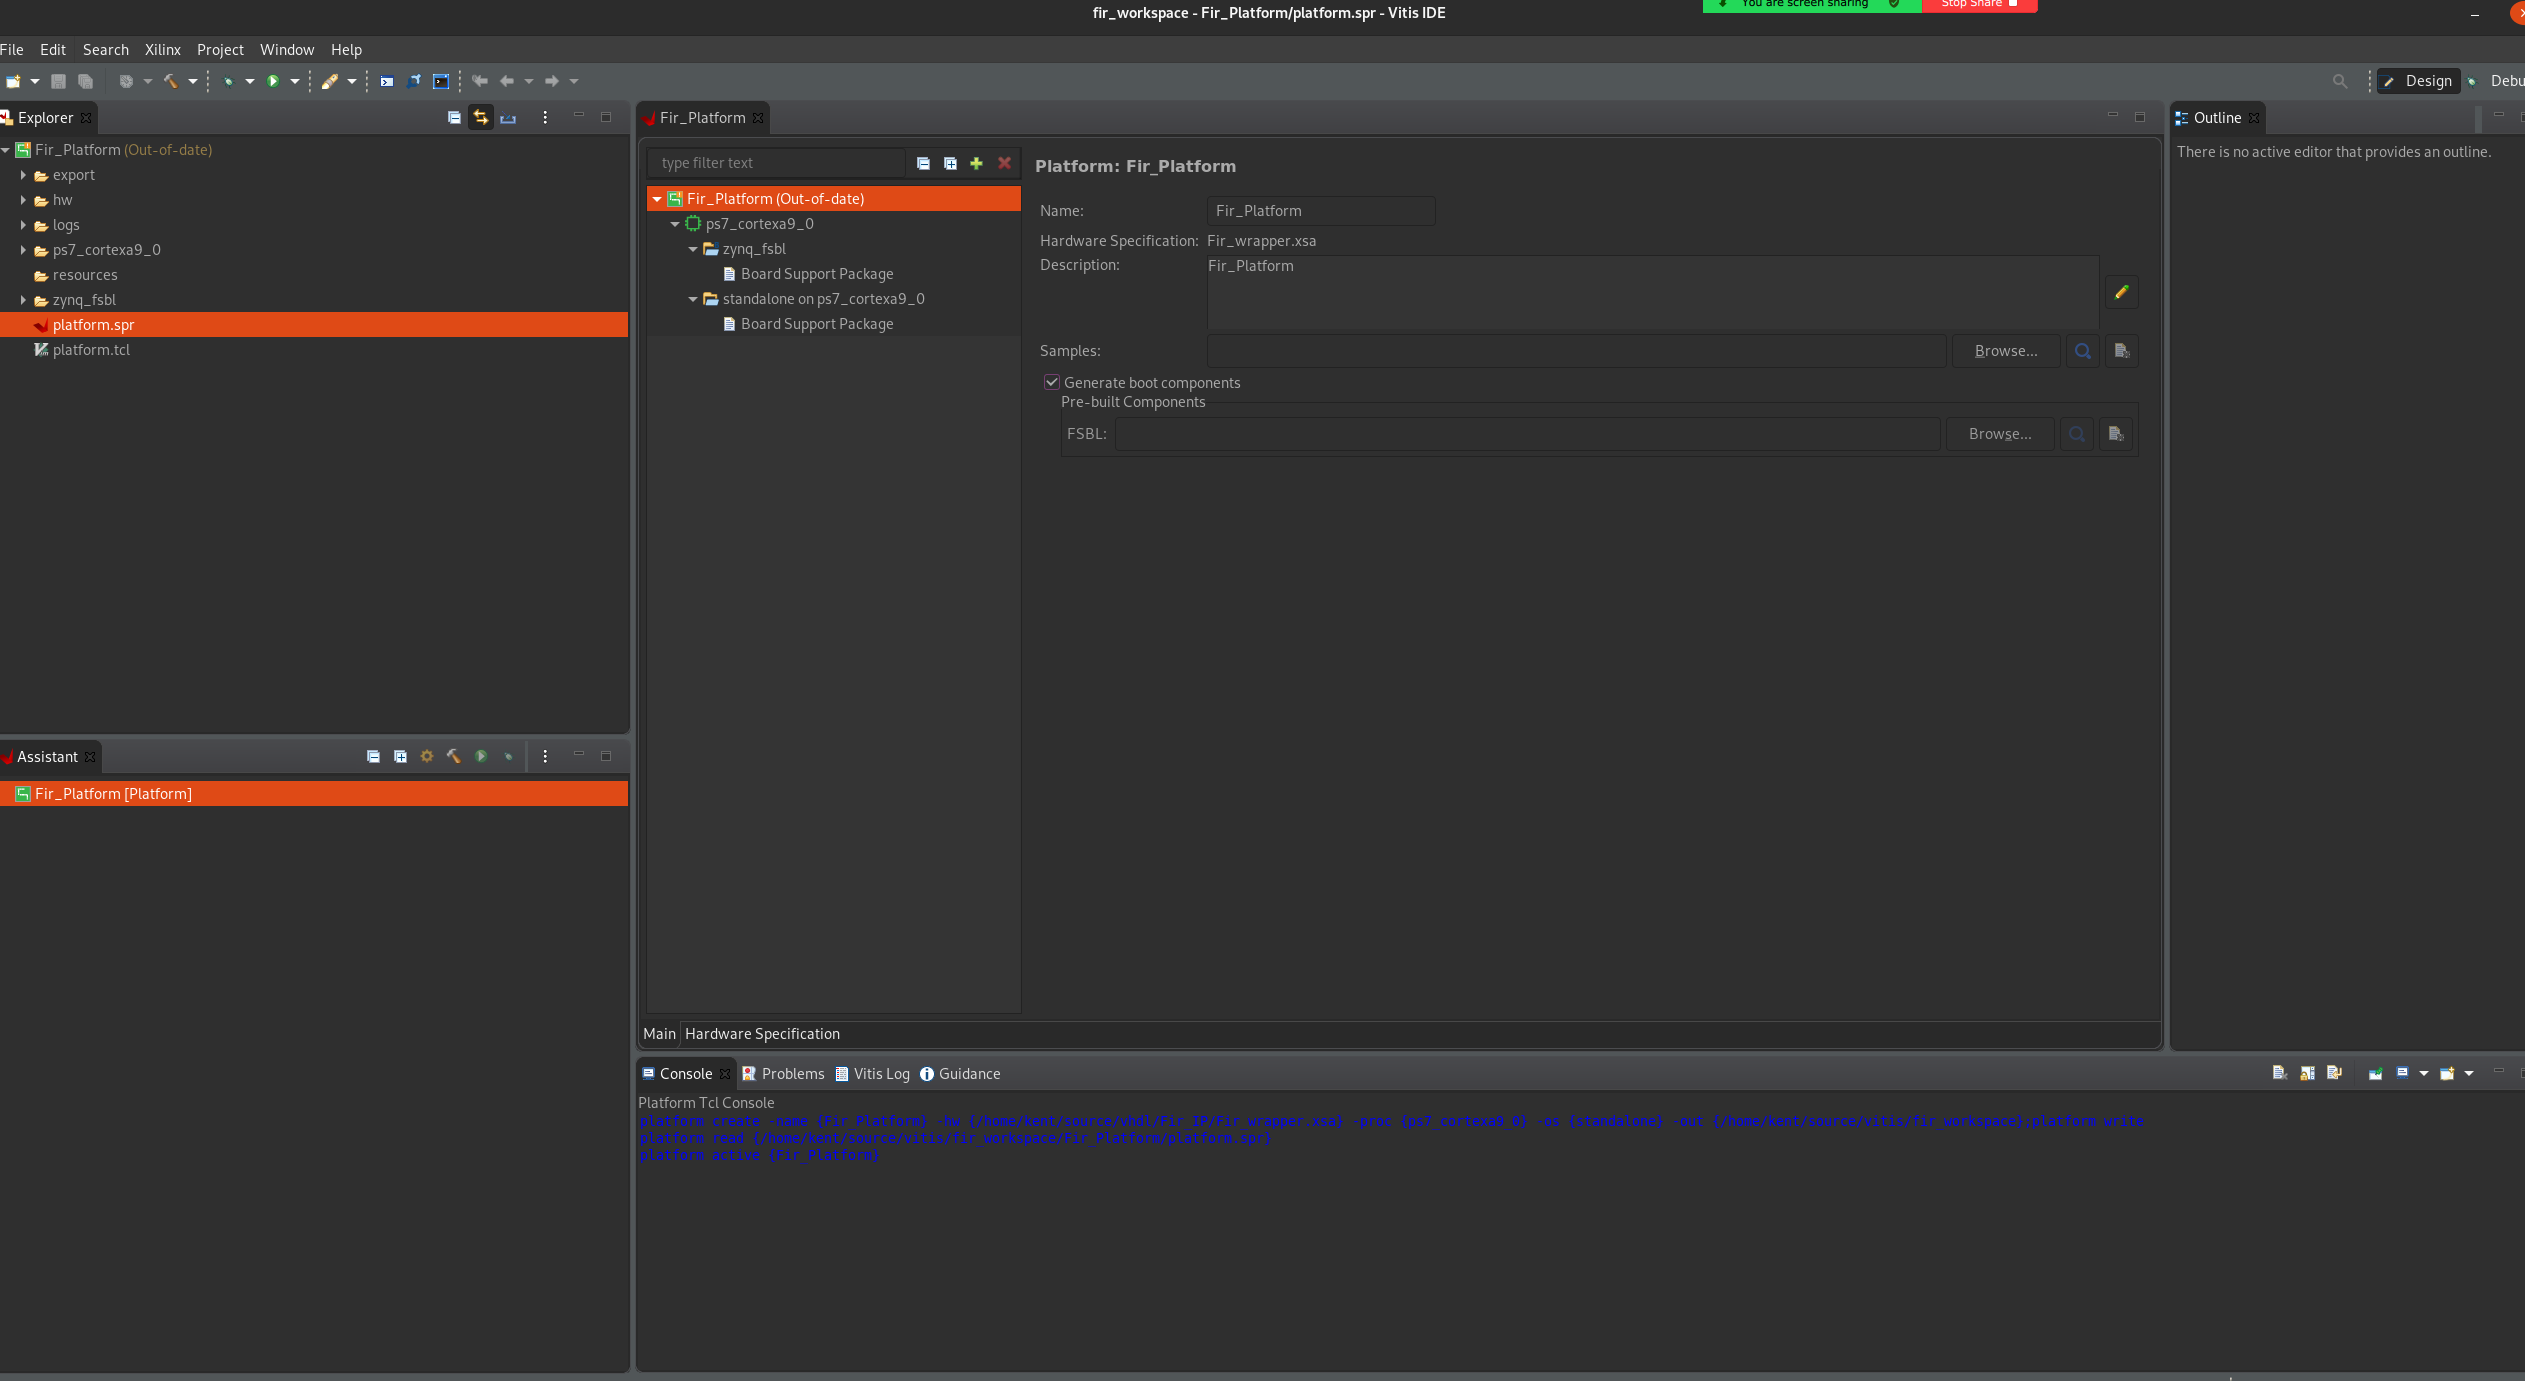 fir_workspace - Fir_Platform/platform.spr - Vitis IDE
You are screen sharing
Stop Share
File Edit Search Xilinx Project Window Help
Design
Debu
Explorer
Fir_Platform (Out-of-date)
export
hw
logs
ps7_cortexa9_0
resources
zynq_fsbl
platform.spr
platform.tcl
Assistant
Fir_Platform [Platform]
Fir_Platform
type filter text
Fir_Platform (Out-of-date)
ps7_cortexa9_0
zynq_fsbl
Board Support Package
standalone on ps7_cortexa9_0
Board Support Package
Platform: Fir_Platform
Name: Fir_Platform
Hardware Specification: Fir_wrapper.xsa
Description: Fir_Platform
Samples: Browse...
Generate boot components
Pre-built Components
FSBL: Browse...
Main Hardware Specification
Outline
There is no active editor that provides an outline.
Console Problems Vitis Log Guidance
Platform Tcl Console
platform create -name {Fir_Platform} -hw {/home/kent/source/vhdl/Fir_IP/Fir_wrapper.xsa} -proc {ps7_cortexa9_0} -os {standalone} -out {/home/kent/source/vitis/fir_workspace};platform write
platform read {/home/kent/source/vitis/fir_workspace/Fir_Platform/platform.spr}
platform active {Fir_Platform}